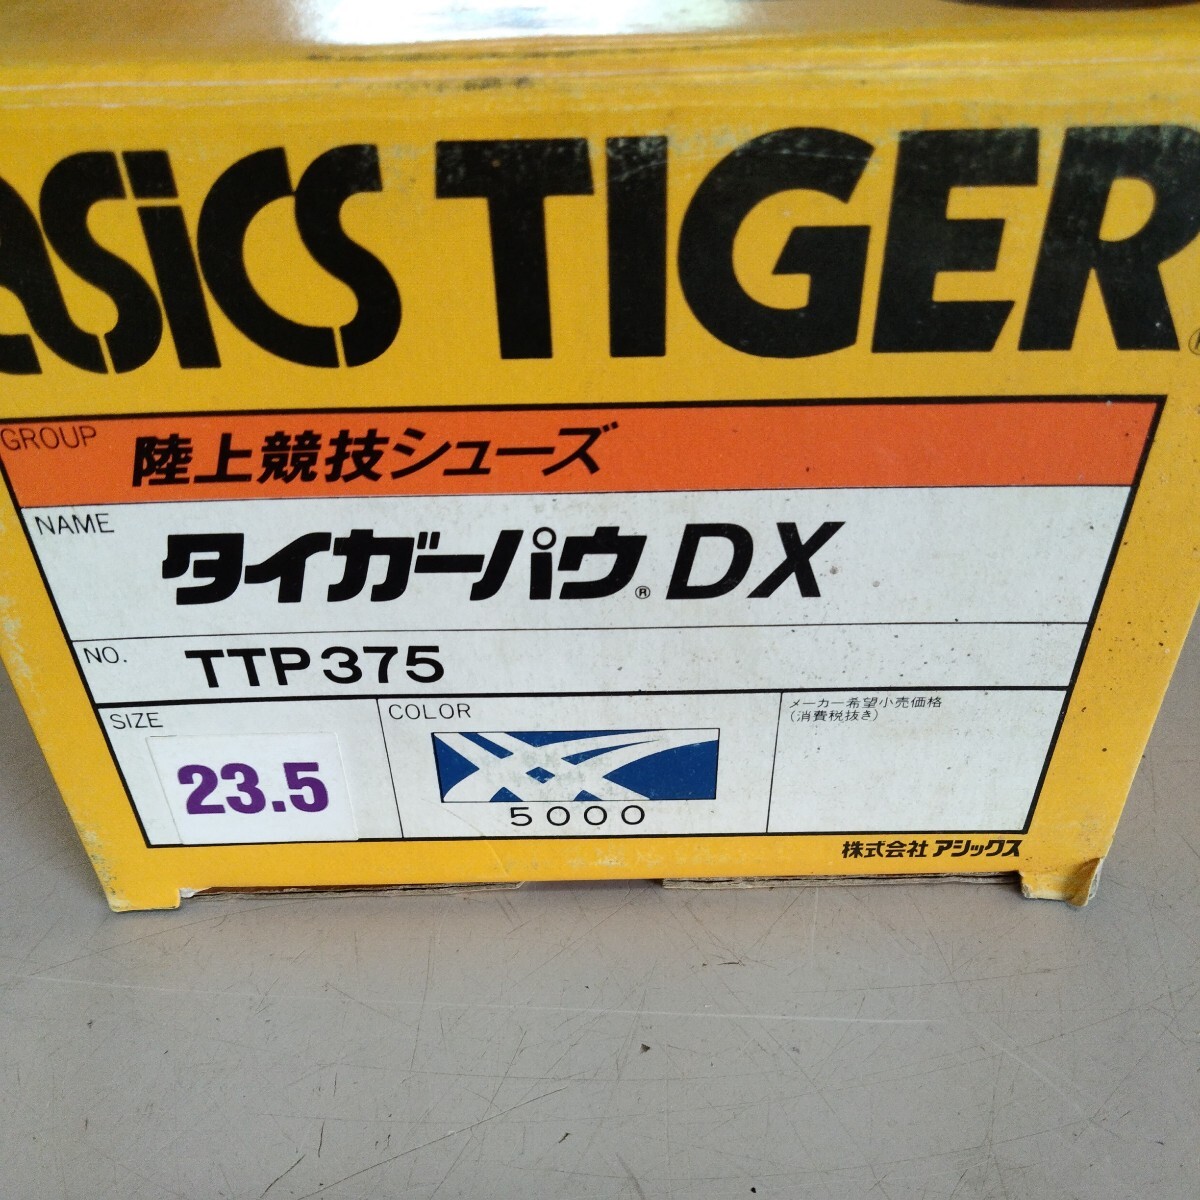 asics TIGER
GROUP 陸上競技シューズ
NAME タイガーパウ® DX
NO. TTP375
SIZE 23.5
COLOR 5000
メーカー希望小売価格
(消費税抜き)
株式会社 アシックス